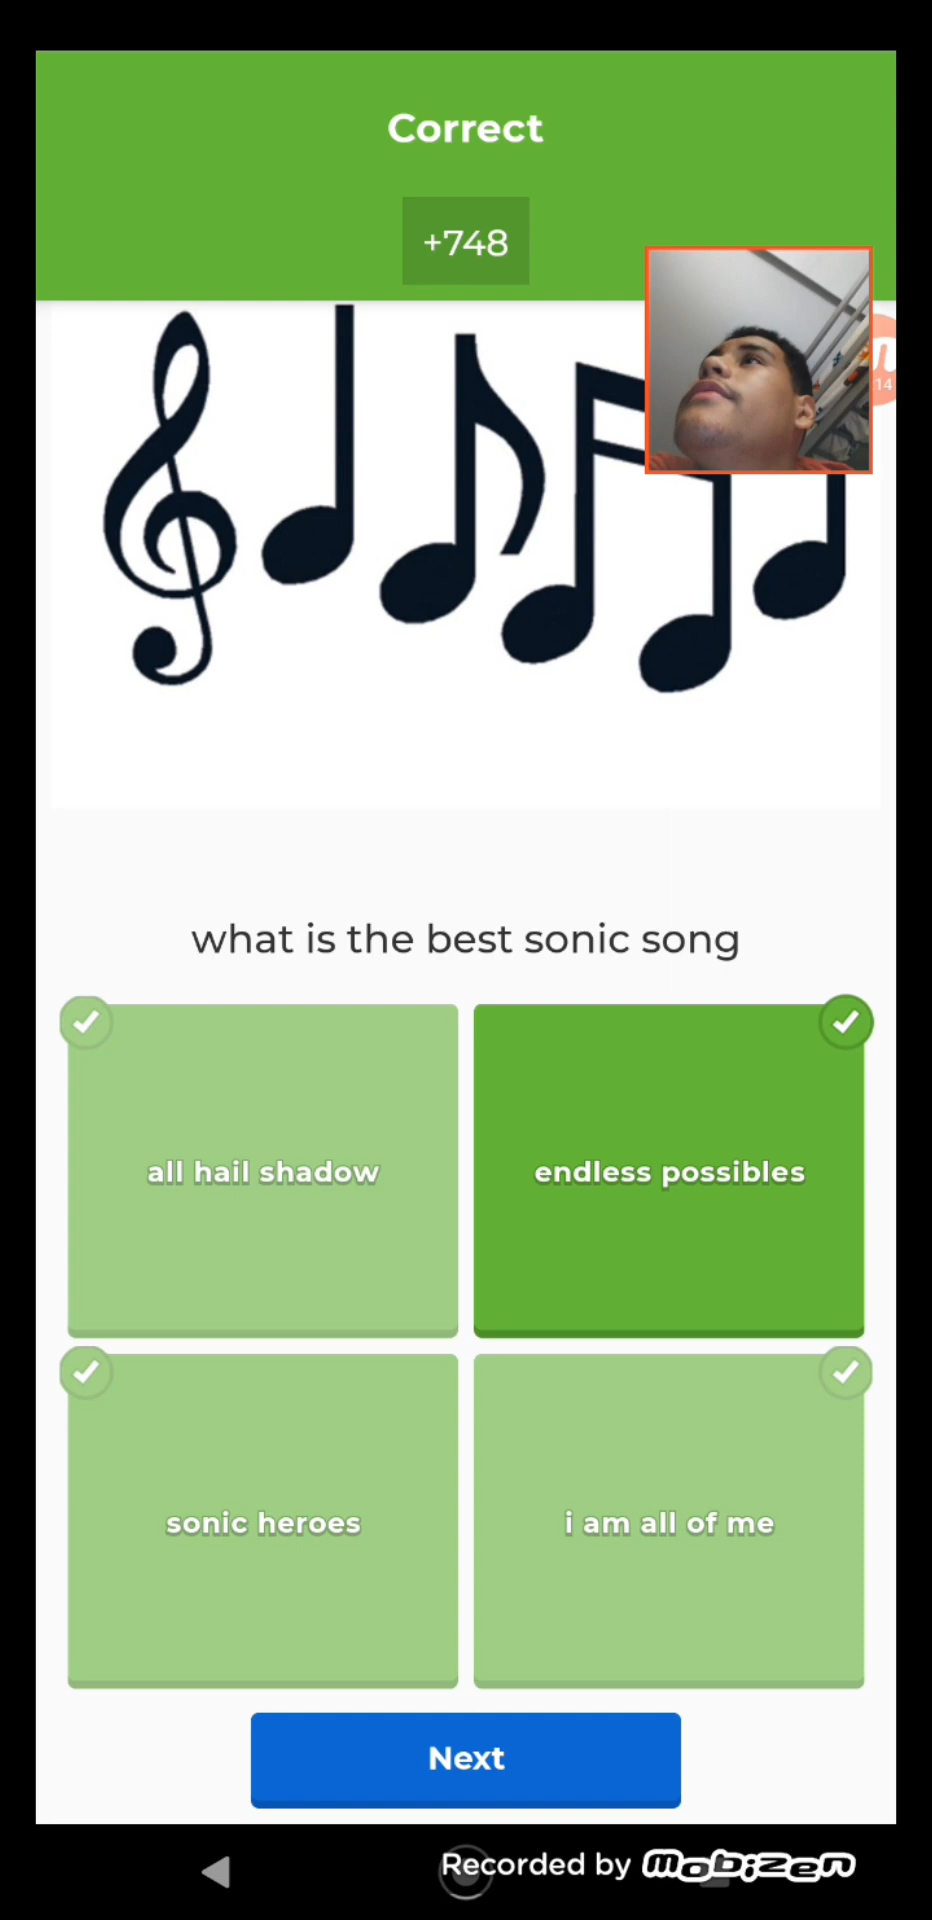 Correct
+748
14
what is the best sonic song
all hail shadow
endless possibles
sonic heroes
i am all of me
Next
Recorded by mobizen